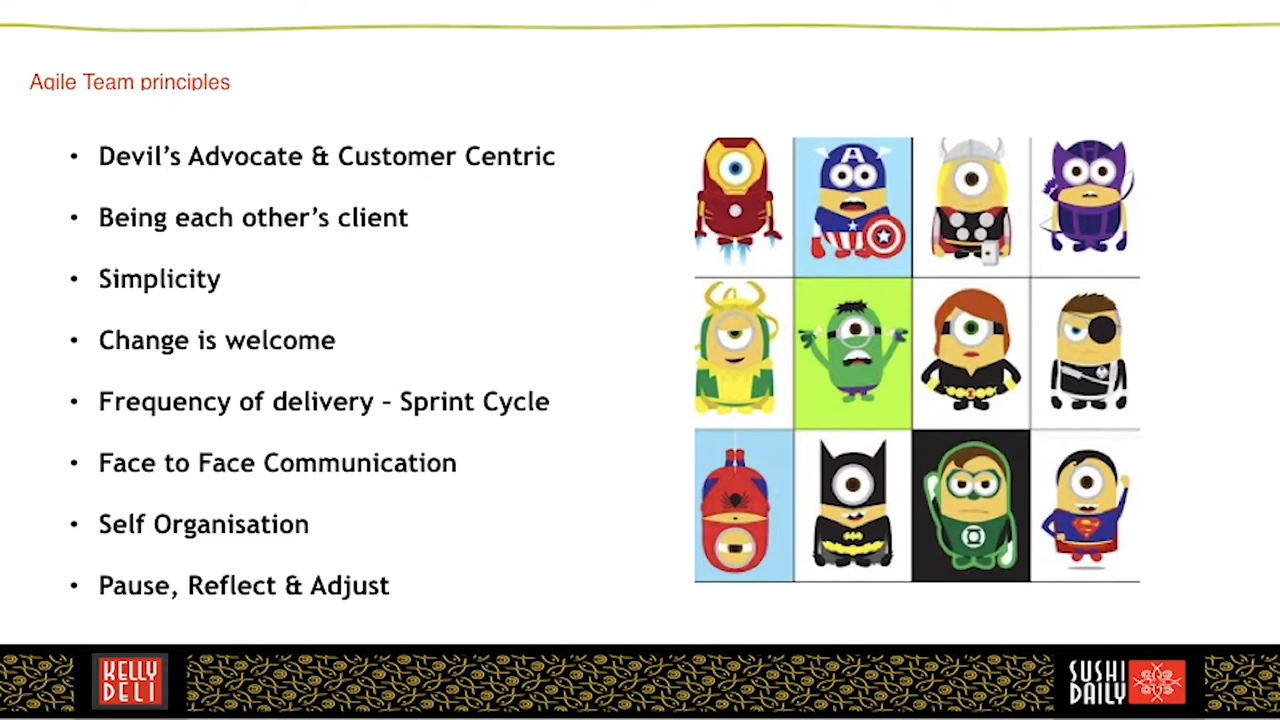 Agile Team principles
• Devil's Advocate & Customer Centric
• Being each other's client
• Simplicity
• Change is welcome
• Frequency of delivery – Sprint Cycle
• Face to Face Communication
• Self Organisation
• Pause, Reflect & Adjust
A
S
KELLY
DELI
SUSHI
DAILY